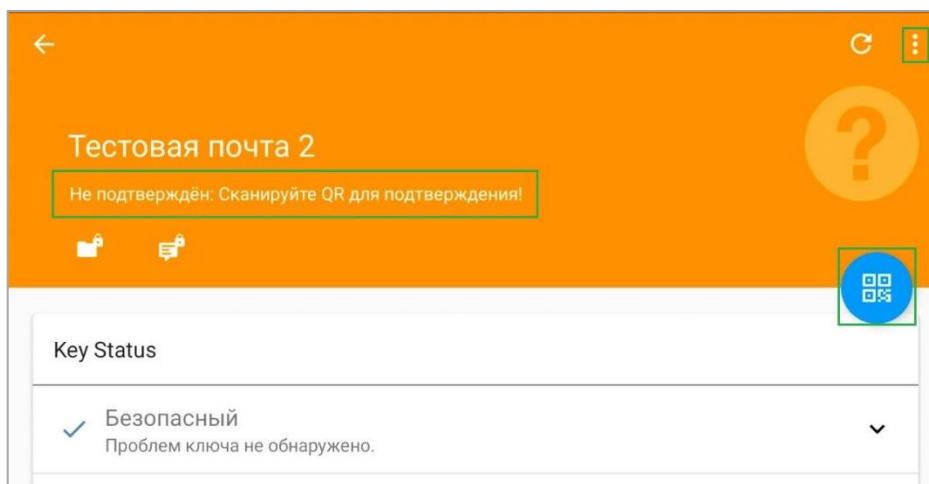 Тестовая почта 2
Не подтверждён: Сканируйте QR для подтверждения!
?
Key Status
Безопасный
Проблем ключа не обнаружено.